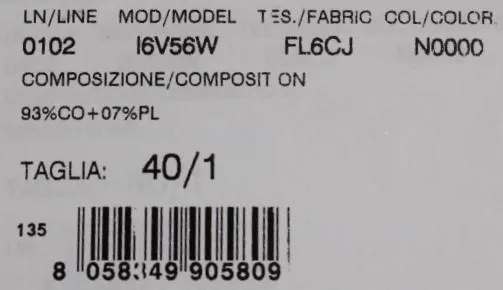 LN/LINE MOD/MODEL TES./FABRIC COL/COLOR.
0102 I6V56W FL6CJ N0000
COMPOSIZIONE/COMPOSIT ON
93%CO+07%PL
TAGLIA: 40/1
135
8 058349 905809